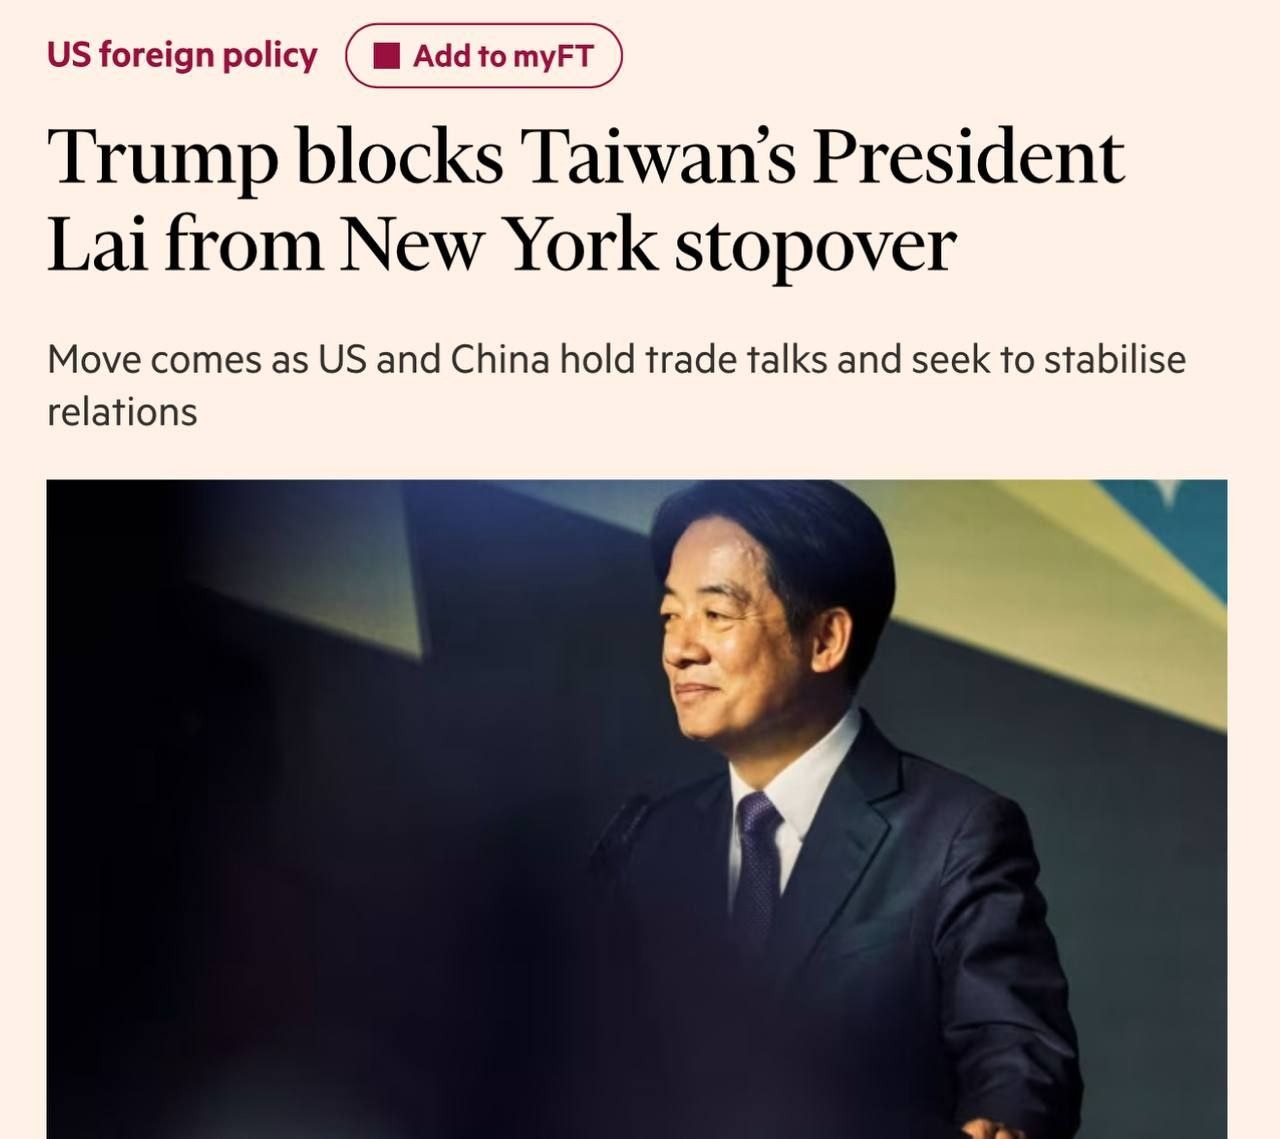 US foreign policy
Add to myFT
Trump blocks Taiwan’s President
Lai from New York stopover
Move comes as US and China hold trade talks and seek to stabilise
relations